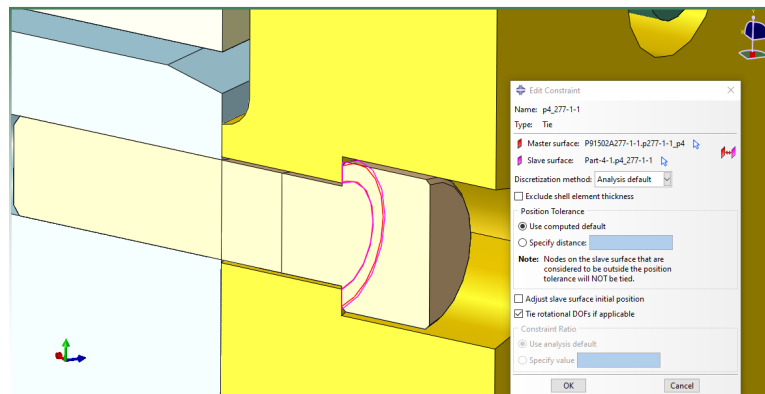 Edit Constraint
Name: p4_277-1-1
Type: Tie
Master surface: P91502A277-1-1.p277-1-1_p4
Slave surface: Part-4-1.p4_277-1-1
Discretization method: Analysis default
Exclude shell element thickness
Position Tolerance
Use computed default
Specify distance:
Note: Nodes on the slave surface that are
considered to be outside the position
tolerance will NOT be tied.
Adjust slave surface initial position
Tie rotational DOFs if applicable
Constraint Ratio
Use analysis default
Specify value
OK Cancel